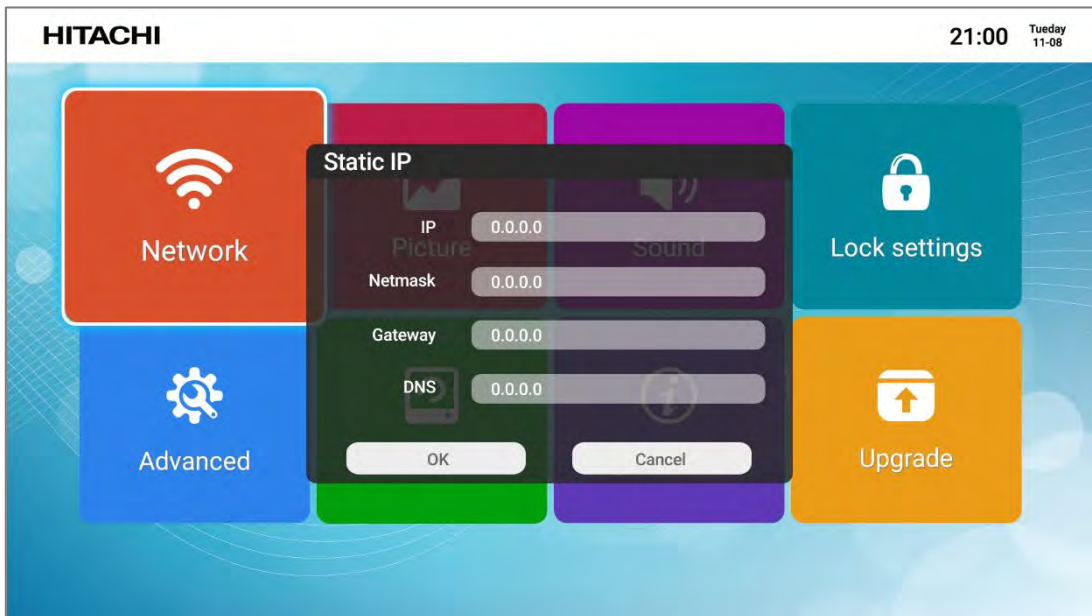 HITACHI
21:00
Tueday
11-08
Static IP
IP 0.0.0.0
Netmask 0.0.0.0
Gateway 0.0.0.0
DNS 0.0.0.0
OK Cancel
Network
Picture
Sound
Lock settings
Advanced
Upgrade